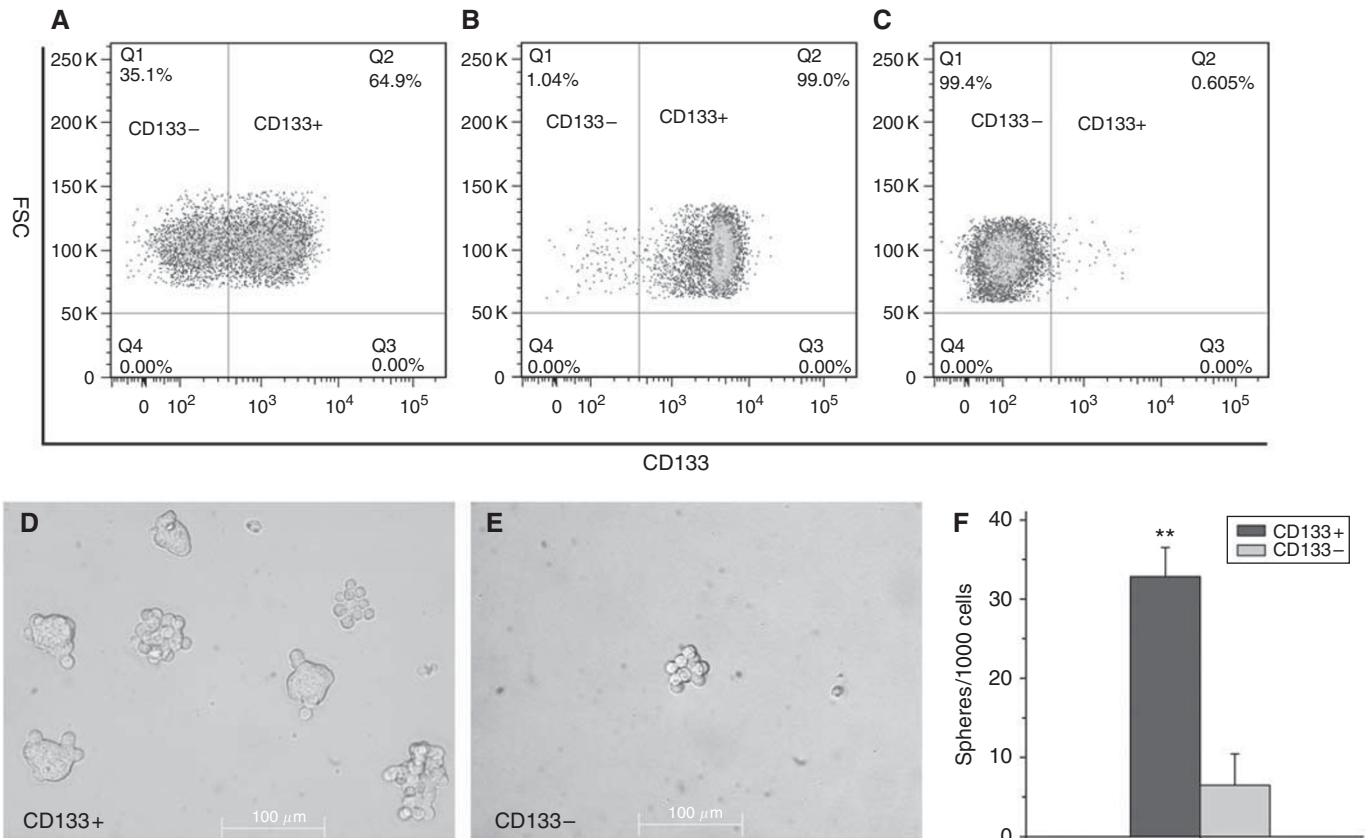 A
B
C
FSC
250 K
200 K
150 K
100 K
50 K
0
Q1
35.1%
Q2
64.9%
CD133−
CD133+
Q4
0.00%
Q3
0.00%
0 10² 10³ 10⁴ 10⁵
250 K
200 K
150 K
100 K
50 K
0
Q1
1.04%
Q2
99.0%
CD133−
CD133+
Q4
0.00%
Q3
0.00%
0 10² 10³ 10⁴ 10⁵
250 K
200 K
150 K
100 K
50 K
0
Q1
99.4%
Q2
0.605%
CD133−
CD133+
Q4
0.00%
Q3
0.00%
0 10² 10³ 10⁴ 10⁵
CD133
D
CD133+
100 μm
E
CD133−
100 μm
F
Spheres/1000 cells
40
30
20
10
0
**
CD133+
CD133−